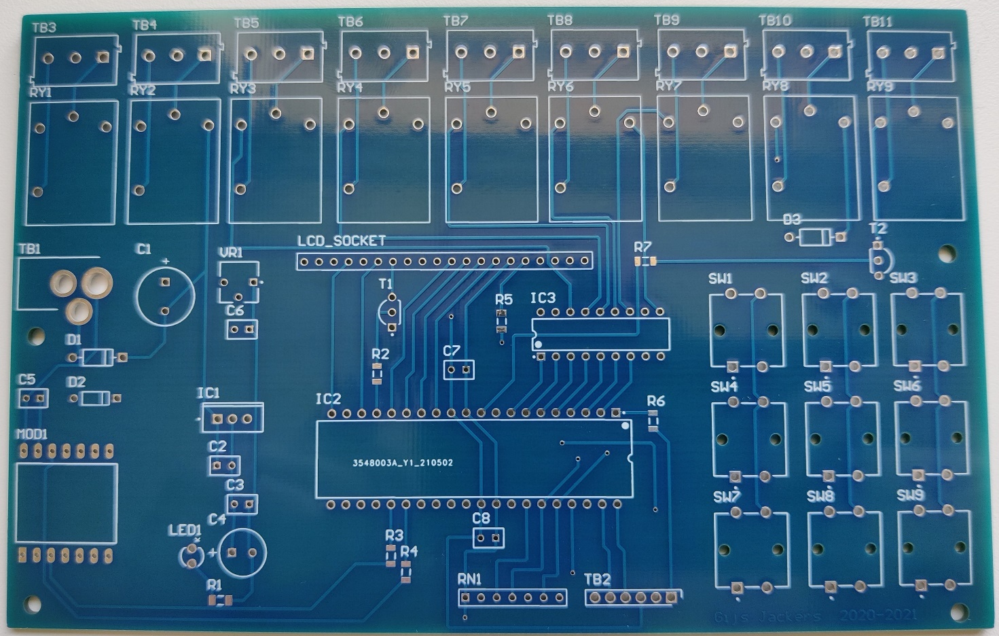 TB3 TB4 TB5 TB6 TB7 TB8 TB9 TB10 TB11
RY1 RY2 RY3 RY4 RY5 RY6 RY7 RY8 RY9
D3 T2
TB1 C1 + VR1 LCD_SOCKET R7
T1 SW1 SW2 SW3
C6 R5 IC3
D1 R2 C7
C5 D2 IC1 IC2 R6 SW4 SW5 SW6
MOD1 C2
3548003A_Y1_210502
C3 SW7 SW8 SW9
C4 C8
LED1 + R3
R4
R1 RN1 TB2
Gijs Jackers 2020-2021